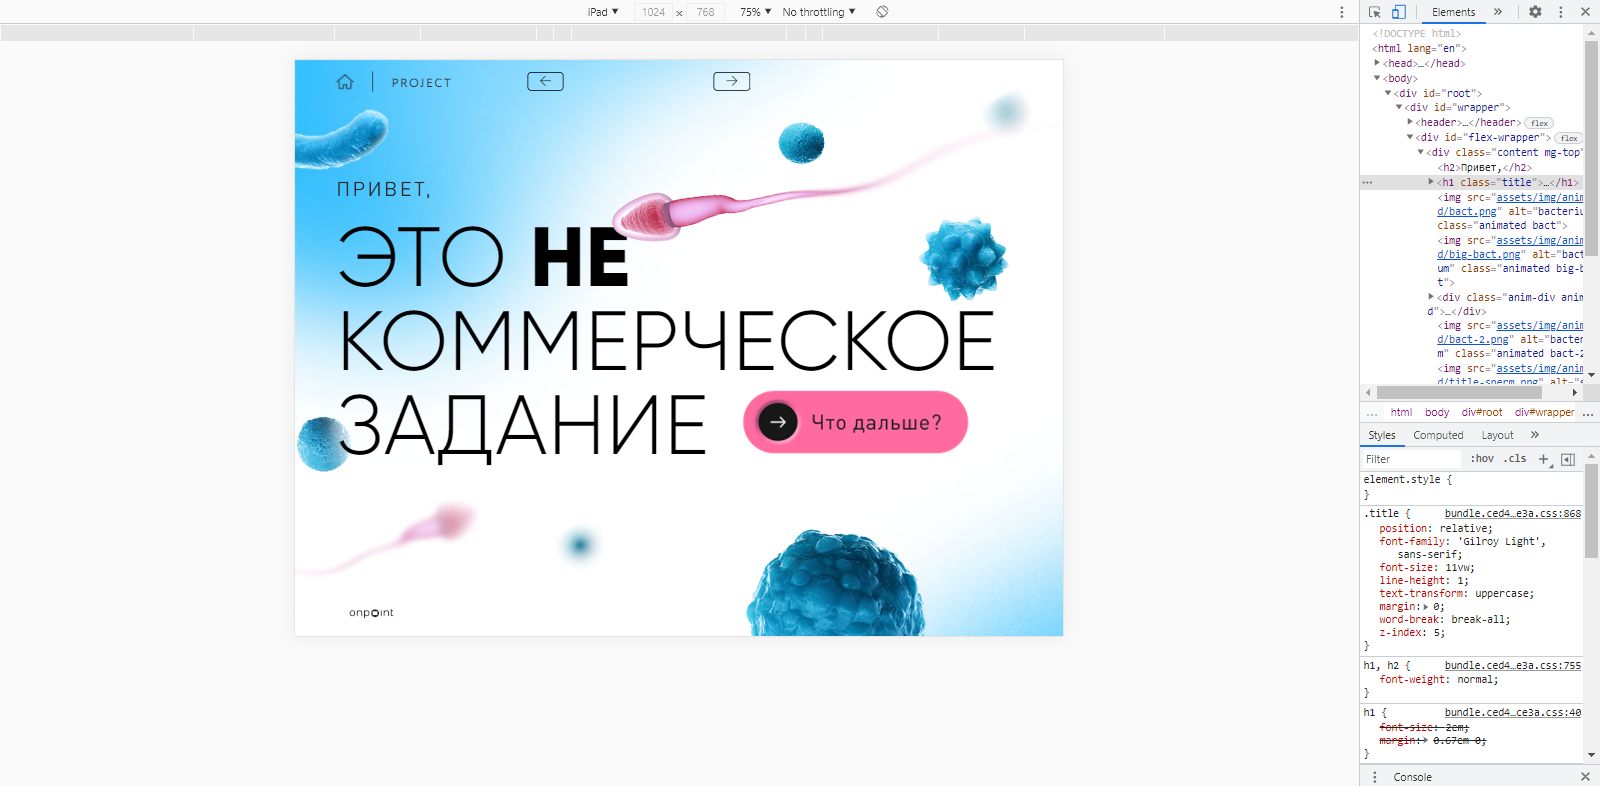 iPad 1024 × 768 75% No throttling
Elements
PROJECT
ПРИВЕТ,
ЭТО НЕ
КОММЕРЧЕСКОЕ
ЗАДАНИЕ
Что дальше?
onpoint
<!DOCTYPE html>
<html lang="en">
<head>…</head>
<body>
<div id="root">
<div id="wrapper">
<header>…</header> flex
<div id="flex-wrapper"> flex
<div class="content mg-top"
<h2>Привет,</h2>
… <h1 class="title">…</h1>
<img src="assets/img/anim
d/bact.png" alt="bacteriu
class="animated bact">
<img src="assets/img/anim
d/big-bact.png" alt="bact
um" class="animated big-b
t">
<div class="anim-div anim
d">…</div>
<img src="assets/img/anim
d/bact-2.png" alt="bacter
m" class="animated bact-2
<img src="assets/img/anim
d/title-sperm.png" alt="s
… html body div#root div#wrapper …
Styles Computed Layout
Filter :hov .cls +
element.style {
}
.title { bundle.ced4…e3a.css:868
position: relative;
font-family: 'Gilroy Light',
sans-serif;
font-size: 11vw;
line-height: 1;
text-transform: uppercase;
margin: 0;
word-break: break-all;
z-index: 5;
}
h1, h2 { bundle.ced4…e3a.css:755
font-weight: normal;
}
h1 { bundle.ced4…ce3a.css:40
font-size: 2em;
margin: 0.67em 0;
}
Console